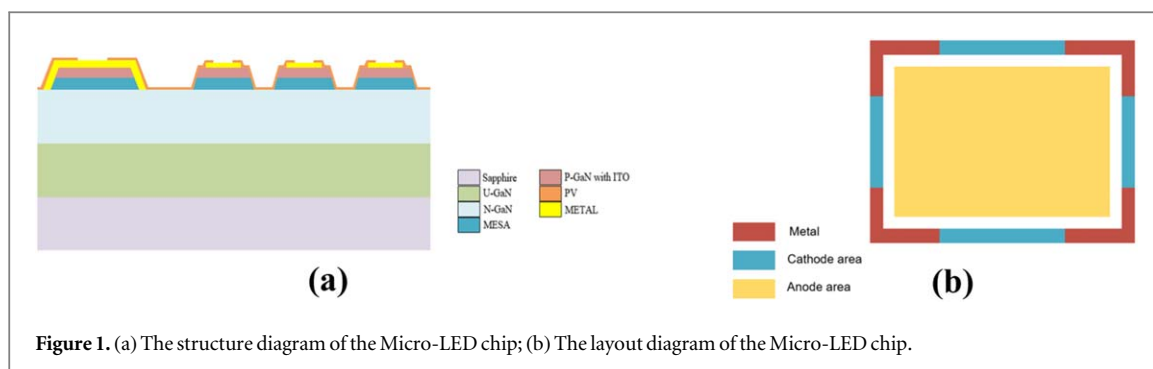 Sapphire
U-GaN
N-GaN
MESA
P-GaN with ITO
PV
METAL
(a)
Metal
Cathode area
Anode area
(b)
Figure 1. (a) The structure diagram of the Micro-LED chip; (b) The layout diagram of the Micro-LED chip.